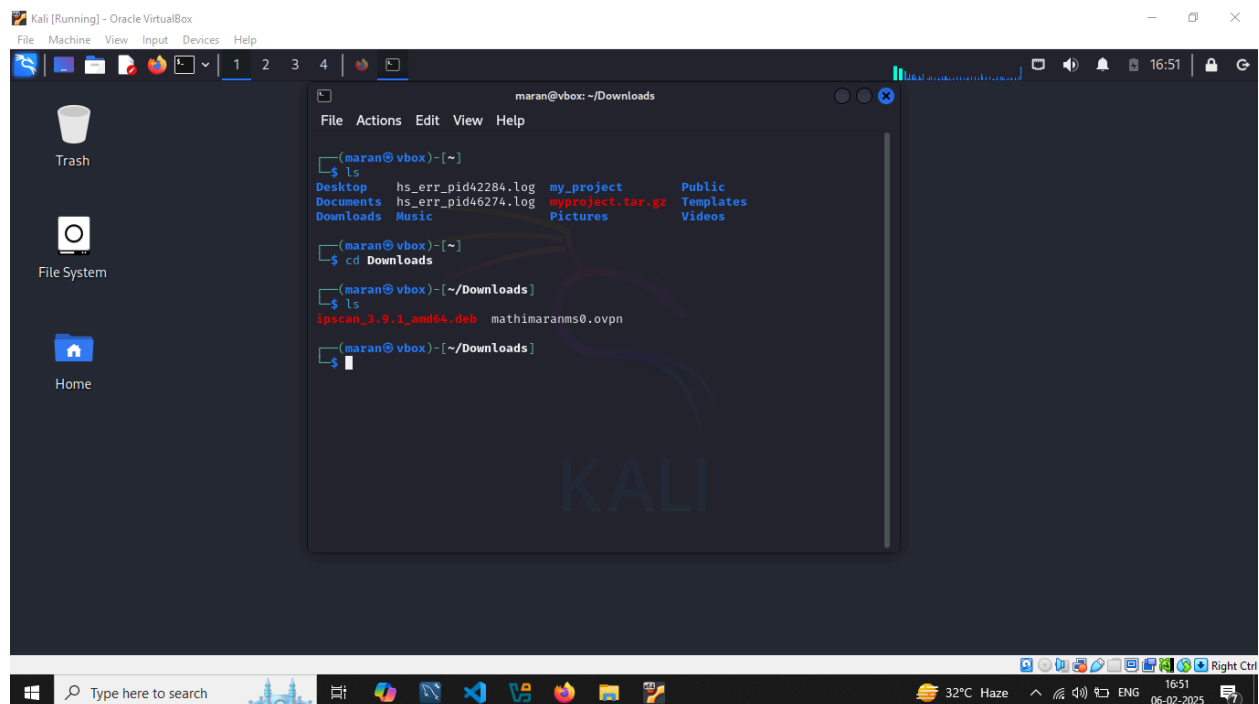 Kali [Running] - Oracle VirtualBox
File Machine View Input Devices Help
1 2 3 4
16:51
maran@vbox: ~/Downloads
File Actions Edit View Help
Trash
File System
Home
┌──(maran㉿vbox)-[~]
└─$ ls
Desktop hs_err_pid42284.log my_project Public
Documents hs_err_pid46274.log myproject.tar.gz Templates
Downloads Music Pictures Videos
┌──(maran㉿vbox)-[~]
└─$ cd Downloads
┌──(maran㉿vbox)-[~/Downloads]
└─$ ls
ipscan_3.9.1_amd64.deb mathimaranms0.ovpn
┌──(maran㉿vbox)-[~/Downloads]
└─$
KALI
Right Ctrl
Type here to search
32°C Haze
ENG
16:51
06-02-2025
7